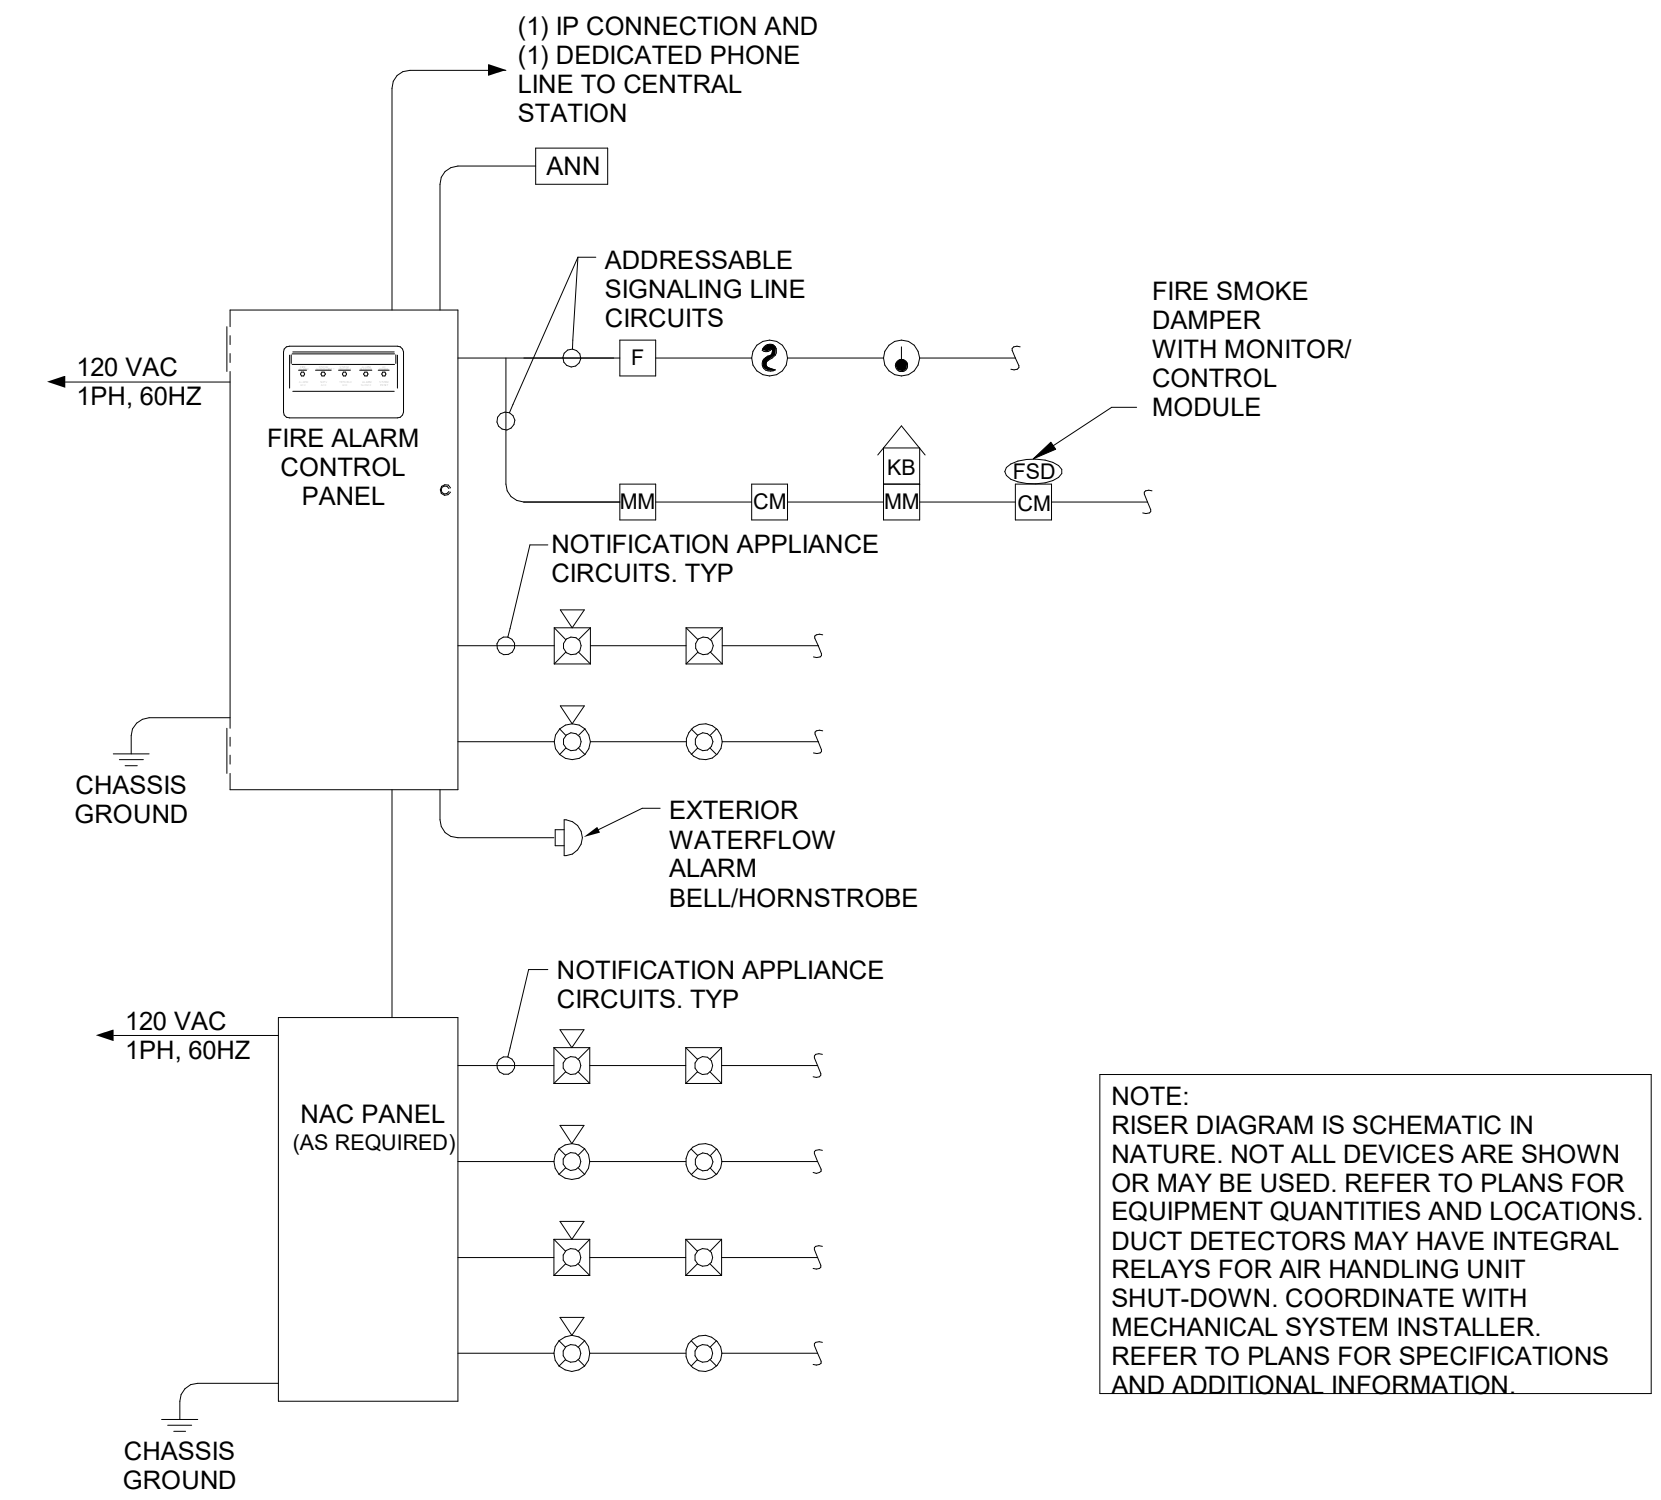 (1) IP CONNECTION AND
(1) DEDICATED PHONE
LINE TO CENTRAL
STATION
ANN
ADDRESSABLE
SIGNALING LINE
CIRCUITS
FIRE SMOKE
DAMPER
WITH MONITOR/
CONTROL
MODULE
120 VAC
1PH, 60HZ
F
FIRE ALARM
CONTROL
PANEL
KB
FSD
MM
CM
MM
CM
NOTIFICATION APPLIANCE
CIRCUITS. TYP
CHASSIS
GROUND
EXTERIOR
WATERFLOW
ALARM
BELL/HORNSTROBE
NOTIFICATION APPLIANCE
CIRCUITS. TYP
120 VAC
1PH, 60HZ
NAC PANEL
(AS REQUIRED)
CHASSIS
GROUND
NOTE:
RISER DIAGRAM IS SCHEMATIC IN
NATURE. NOT ALL DEVICES ARE SHOWN
OR MAY BE USED. REFER TO PLANS FOR
EQUIPMENT QUANTITIES AND LOCATIONS.
DUCT DETECTORS MAY HAVE INTEGRAL
RELAYS FOR AIR HANDLING UNIT
SHUT-DOWN. COORDINATE WITH
MECHANICAL SYSTEM INSTALLER.
REFER TO PLANS FOR SPECIFICATIONS
AND ADDITIONAL INFORMATION.